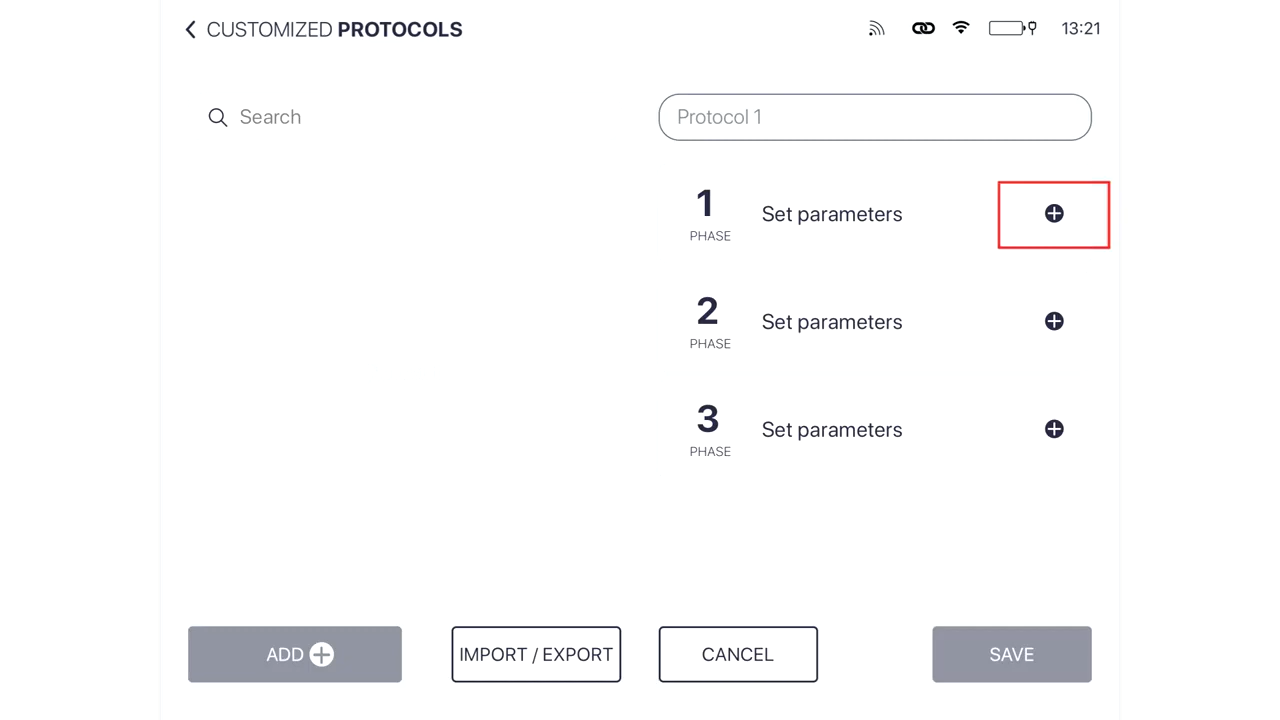 CUSTOMIZED PROTOCOLS
13:21
Search
Protocol 1
1
PHASE
Set parameters
2
PHASE
Set parameters
3
PHASE
Set parameters
ADD
IMPORT / EXPORT
CANCEL
SAVE